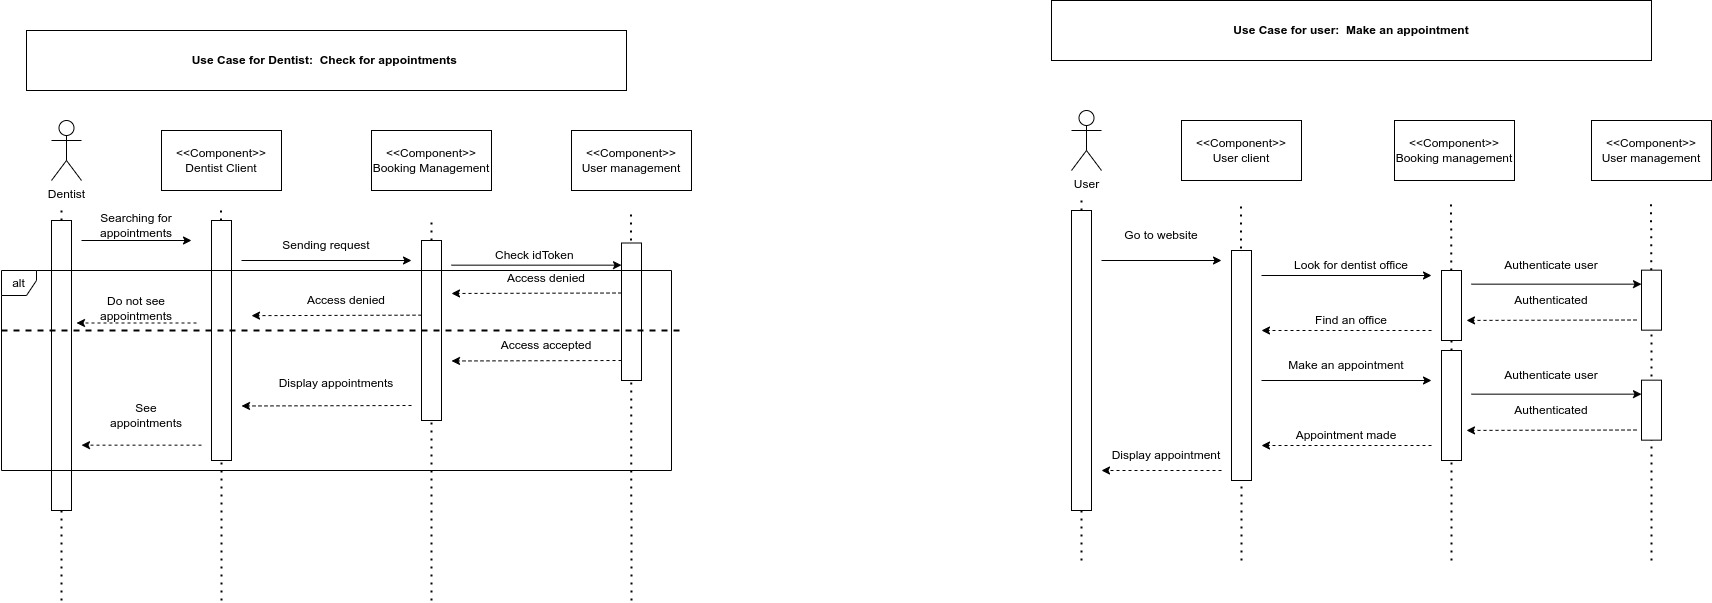 Use Case for Dentist:  Check for appointments
<<Component>>
Dentist Client
<<Component>>
Booking Management
<<Component>>
User management
Dentist
Searching for
appointments
Sending request
Check idToken
alt
Access denied
Access denied
Do not see
appointments
Access accepted
Display appointments
See
appointments
Use Case for user:  Make an appointment
<<Component>>
User client
<<Component>>
Booking management
<<Component>>
User management
User
Go to website
Look for dentist office
Authenticate user
Authenticated
Find an office
Make an appointment
Authenticate user
Authenticated
Appointment made
Display appointment